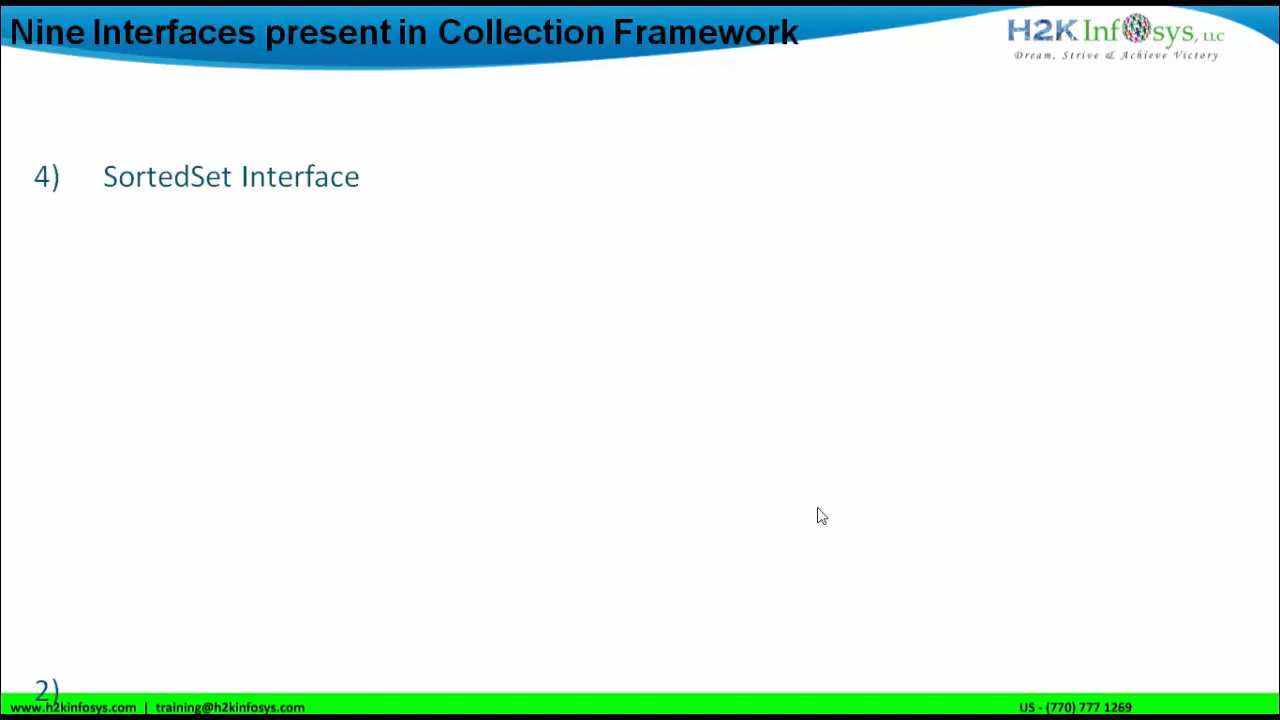 Nine Interfaces present in Collection Framework
H2K Infosys, LLC
Dream, Strive & Achieve Victory
4) SortedSet Interface
2)
www.h2kinfosys.com | training@h2kinfosys.com
US - (770) 777 1269